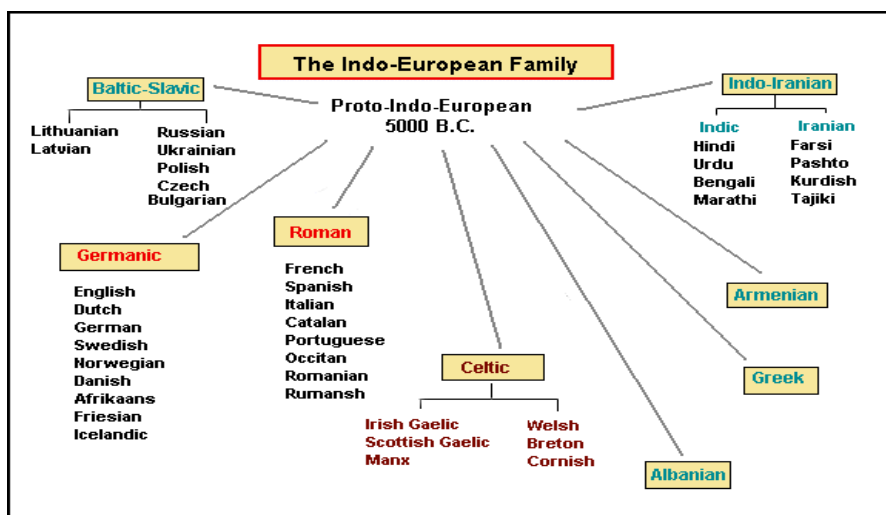 The Indo-European Family
Proto-Indo-European
5000 B.C.
Baltic-Slavic
Lithuanian
Latvian
Russian
Ukrainian
Polish
Czech
Bulgarian
Indo-Iranian
Indic
Hindi
Urdu
Bengali
Marathi
Iranian
Farsi
Pashto
Kurdish
Tajiki
Germanic
English
Dutch
German
Swedish
Norwegian
Danish
Afrikaans
Friesian
Icelandic
Roman
French
Spanish
Italian
Catalan
Portuguese
Occitan
Romanian
Rumansh
Celtic
Irish Gaelic
Scottish Gaelic
Manx
Welsh
Breton
Cornish
Armenian
Greek
Albanian